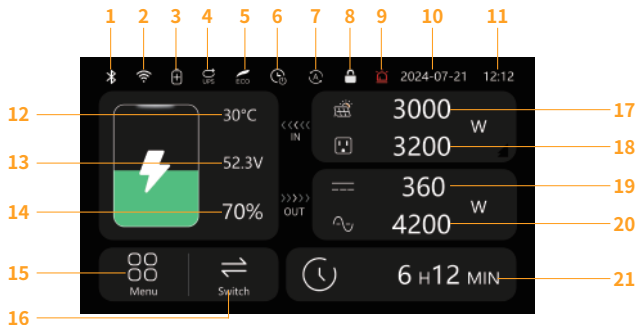 1 2 3 4 5 6 7 8 9 10 11
UPS ECO A 2024-07-21 12:12
12 30°C
13 52.3V
14 70%
IN
3000 17
W
3200 18
OUT
360 19
W
4200 20
15 Menu
16 Switch
6 H 12 MIN 21